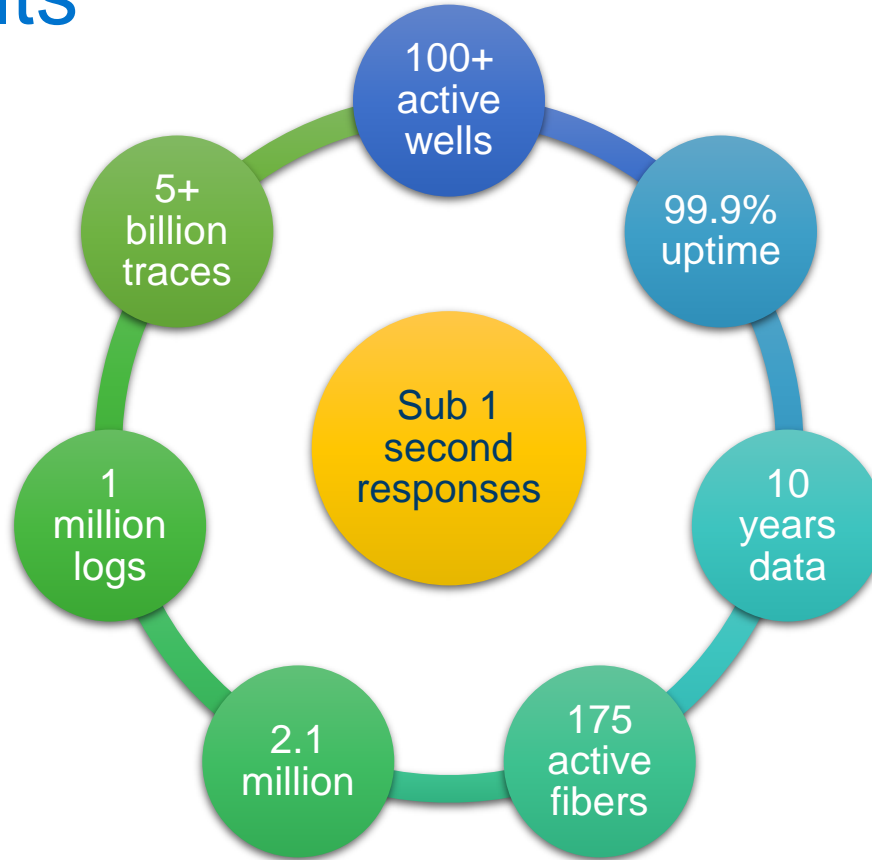 100+
active
wells
99.9%
uptime
10
years
data
175
active
fibers
2.1
million
1
million
logs
5+
billion
traces
Sub 1
second
responses